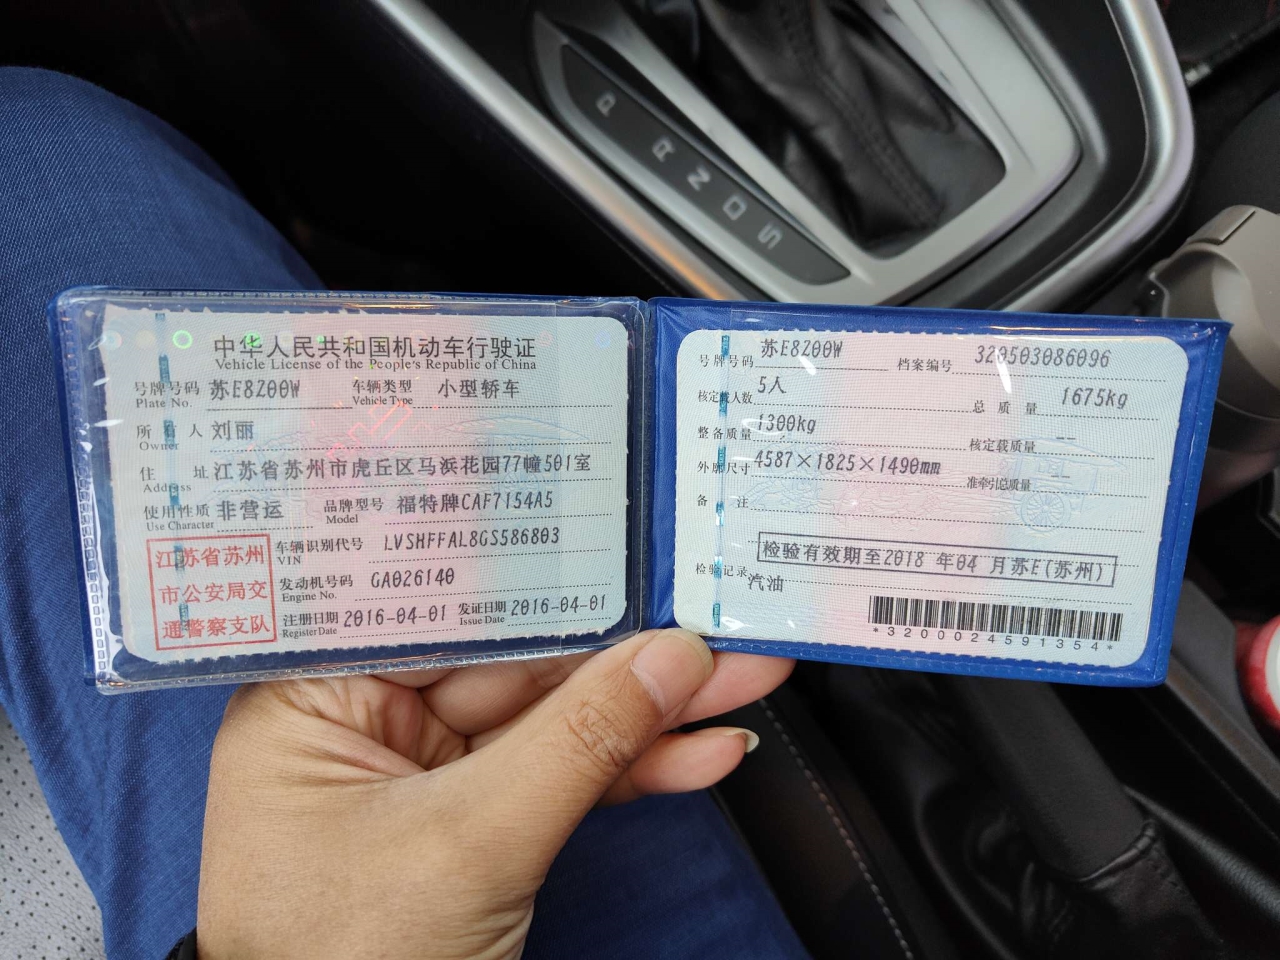 P
R
N
D
S
中华人民共和国机动车行驶证
Vehicle License of the People's Republic of China
号牌号码 苏E8Z00W 车辆类型 小型轿车
Plate No. Vehicle Type
所有人 刘丽
Owner
住址 江苏省苏州市虎丘区马浜花园77幢501室
Address
使用性质 非营运 品牌型号 福特牌CAF7154A5
Use Character Model
江苏省苏州
市公安局交
通警察支队
车辆识别代号 LVSHFFAL8GS586803
VIN
发动机号码 GA026140
Engine No.
注册日期 2016-04-01 发证日期 2016-04-01
Register Date Issue Date
号牌号码 苏E8Z00W 档案编号 320503086096
核定载人数 5人 总质量 1675kg
整备质量 1300kg 核定载质量 --
外廓尺寸 4587×1825×1490mm 准牵引总质量 --
备注
检验有效期至2018 年04 月苏E(苏州)
检验记录
汽油
*3200024591354*